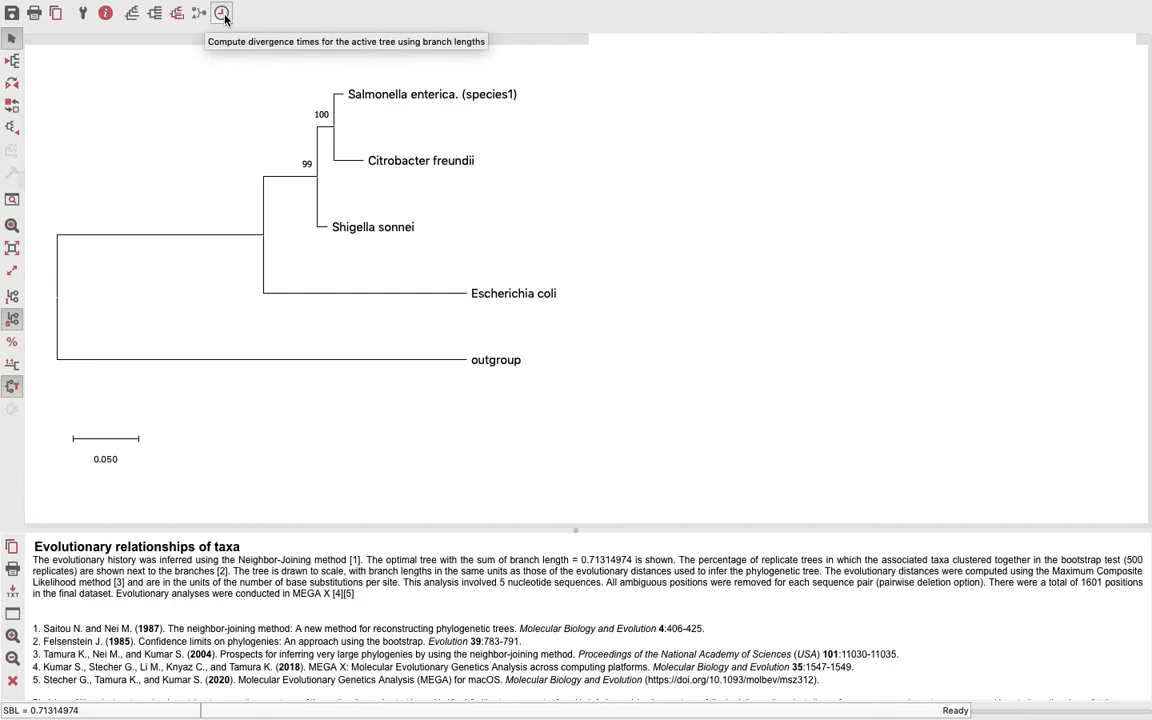 Compute divergence times for the active tree using branch lengths
Salmonella enterica. (species1)
100
Citrobacter freundii
99
Shigella sonnei
Escherichia coli
outgroup
0.050
Evolutionary relationships of taxa
The evolutionary history was inferred using the Neighbor-Joining method [1]. The optimal tree with the sum of branch length = 0.71314974 is shown. The percentage of replicate trees in which the associated taxa clustered together in the bootstrap test (500
replicates) are shown next to the branches [2]. The tree is drawn to scale, with branch lengths in the same units as those of the evolutionary distances used to infer the phylogenetic tree. The evolutionary distances were computed using the Maximum Composite
Likelihood method [3] and are in the units of the number of base substitutions per site. This analysis involved 5 nucleotide sequences. All ambiguous positions were removed for each sequence pair (pairwise deletion option). There were a total of 1601 positions
in the final dataset. Evolutionary analyses were conducted in MEGA X [4][5]
1. Saitou N. and Nei M. (1987). The neighbor-joining method: A new method for reconstructing phylogenetic trees. Molecular Biology and Evolution 4:406-425.
2. Felsenstein J. (1985). Confidence limits on phylogenies: An approach using the bootstrap. Evolution 39:783-791.
3. Tamura K., Nei M., and Kumar S. (2004). Prospects for inferring very large phylogenies by using the neighbor-joining method. Proceedings of the National Academy of Sciences (USA) 101:11030-11035.
4. Kumar S., Stecher G., Li M., Knyaz C., and Tamura K. (2018). MEGA X: Molecular Evolutionary Genetics Analysis across computing platforms. Molecular Biology and Evolution 35:1547-1549.
5. Stecher G., Tamura K., and Kumar S. (2020). Molecular Evolutionary Genetics Analysis (MEGA) for macOS. Molecular Biology and Evolution (https://doi.org/10.1093/molbev/msz312).
SBL = 0.71314974
Ready